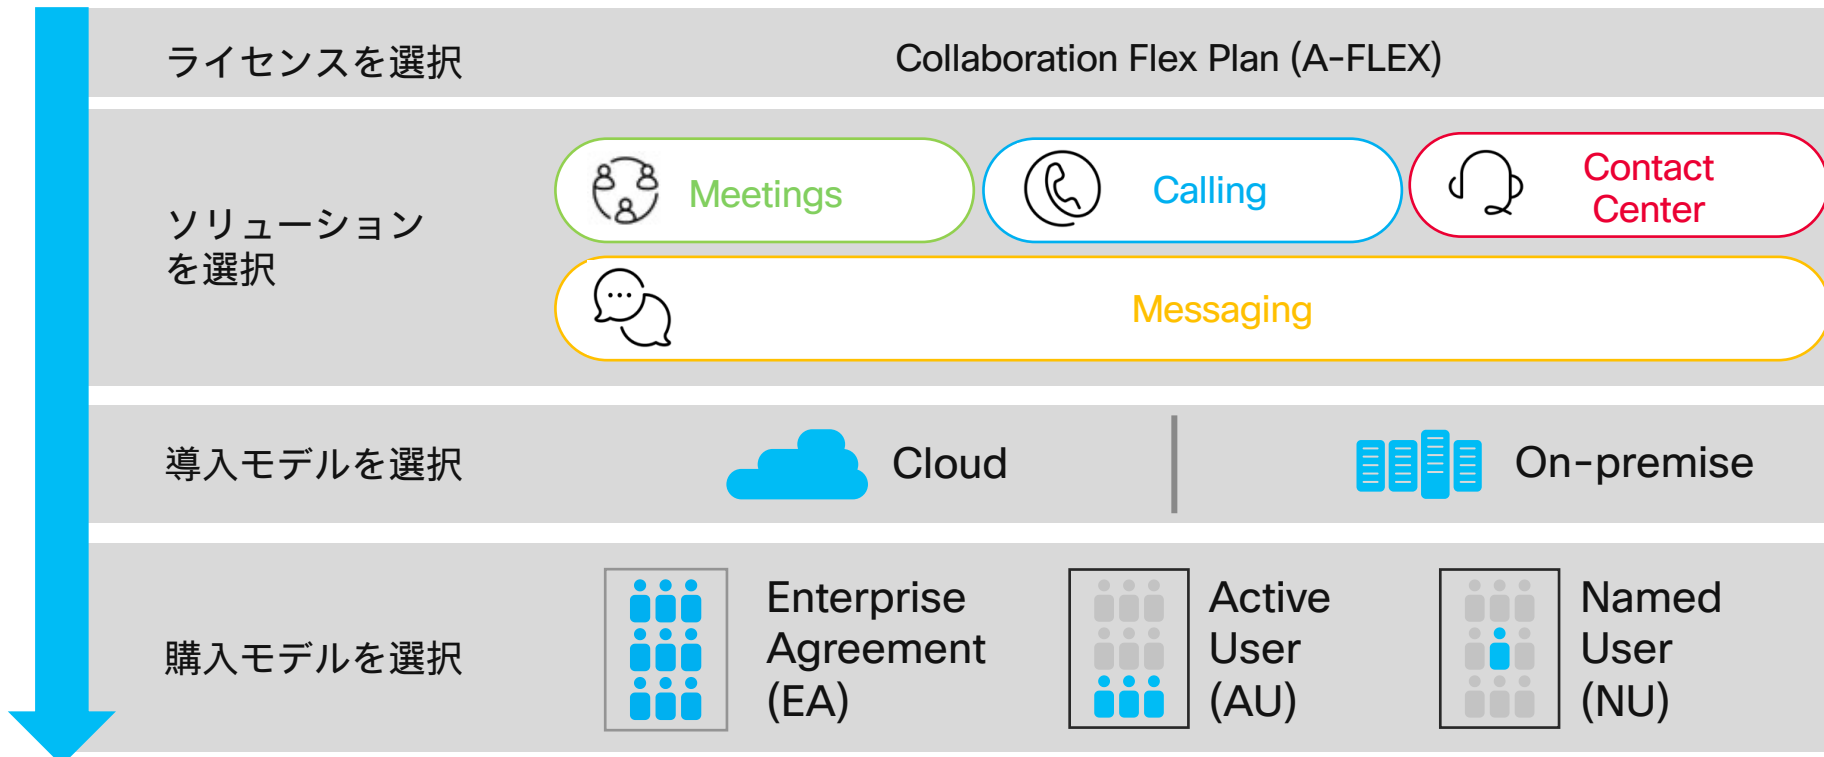 ライセンスを選択
Collaboration Flex Plan (A-FLEX)
ソリューション
を選択
Meetings
Calling
Contact
Center
Messaging
導入モデルを選択
Cloud
On-premise
購入モデルを選択
Enterprise
Agreement
(EA)
Active
User
(AU)
Named
User
(NU)